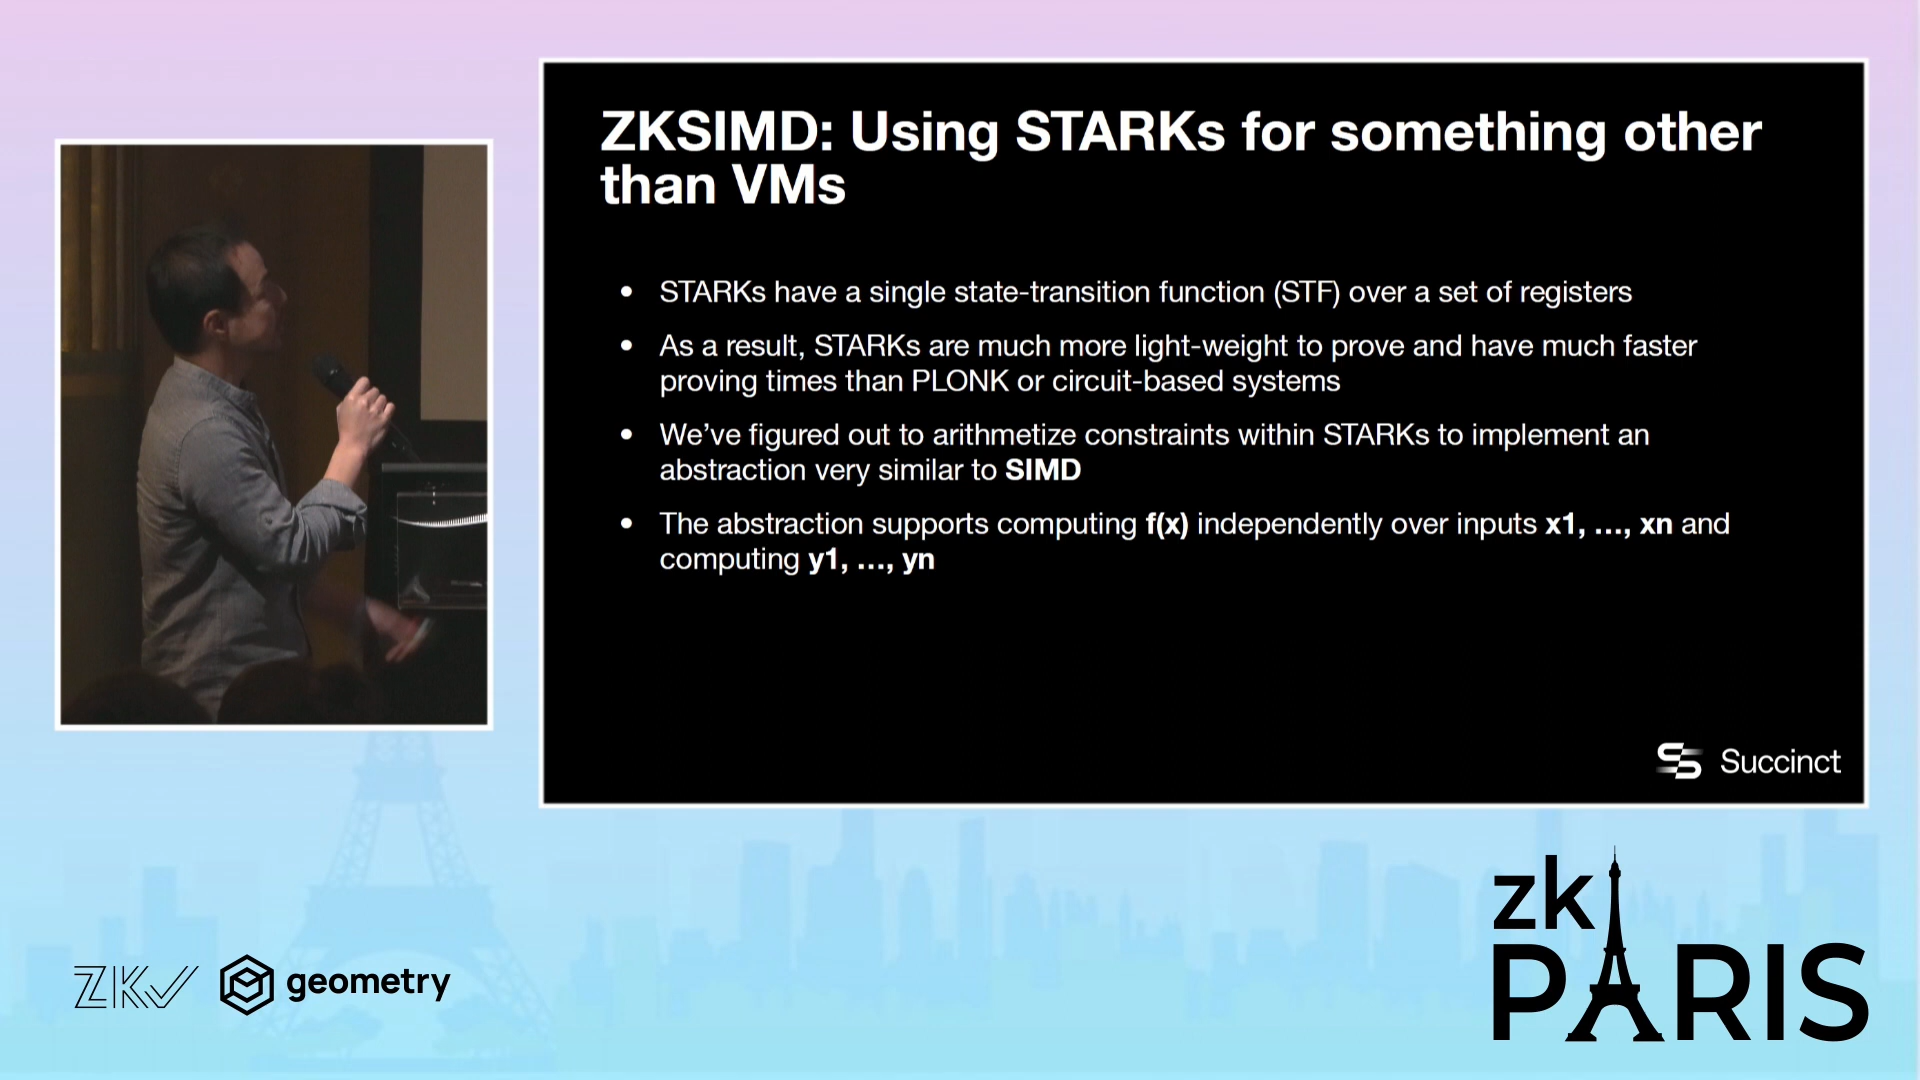 ZKSIMD: Using STARKs for something other
than VMs
• STARKs have a single state-transition function (STF) over a set of registers
• As a result, STARKs are much more light-weight to prove and have much faster
proving times than PLONK or circuit-based systems
• We’ve figured out to arithmetize constraints within STARKs to implement an
abstraction very similar to SIMD
• The abstraction supports computing f(x) independently over inputs x1, …, xn and
computing y1, …, yn
Succinct
ZK
geometry
zk
PARIS